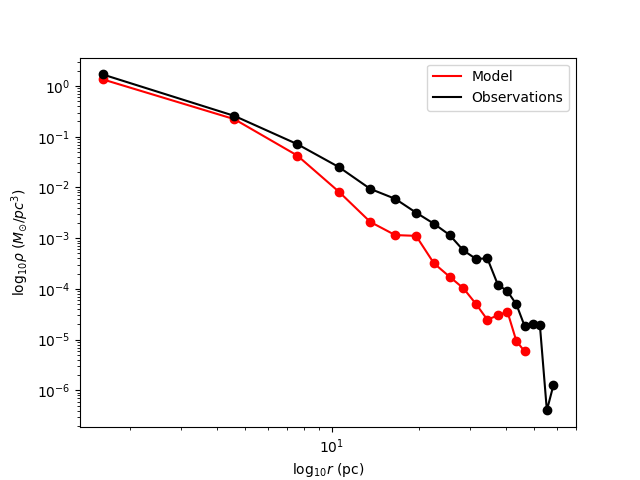 Model
Observations
10⁰
10⁻¹
10⁻²
10⁻³
10⁻⁴
10⁻⁵
10⁻⁶
log₁₀ρ (M⊙/pc³)
10¹
log₁₀r (pc)